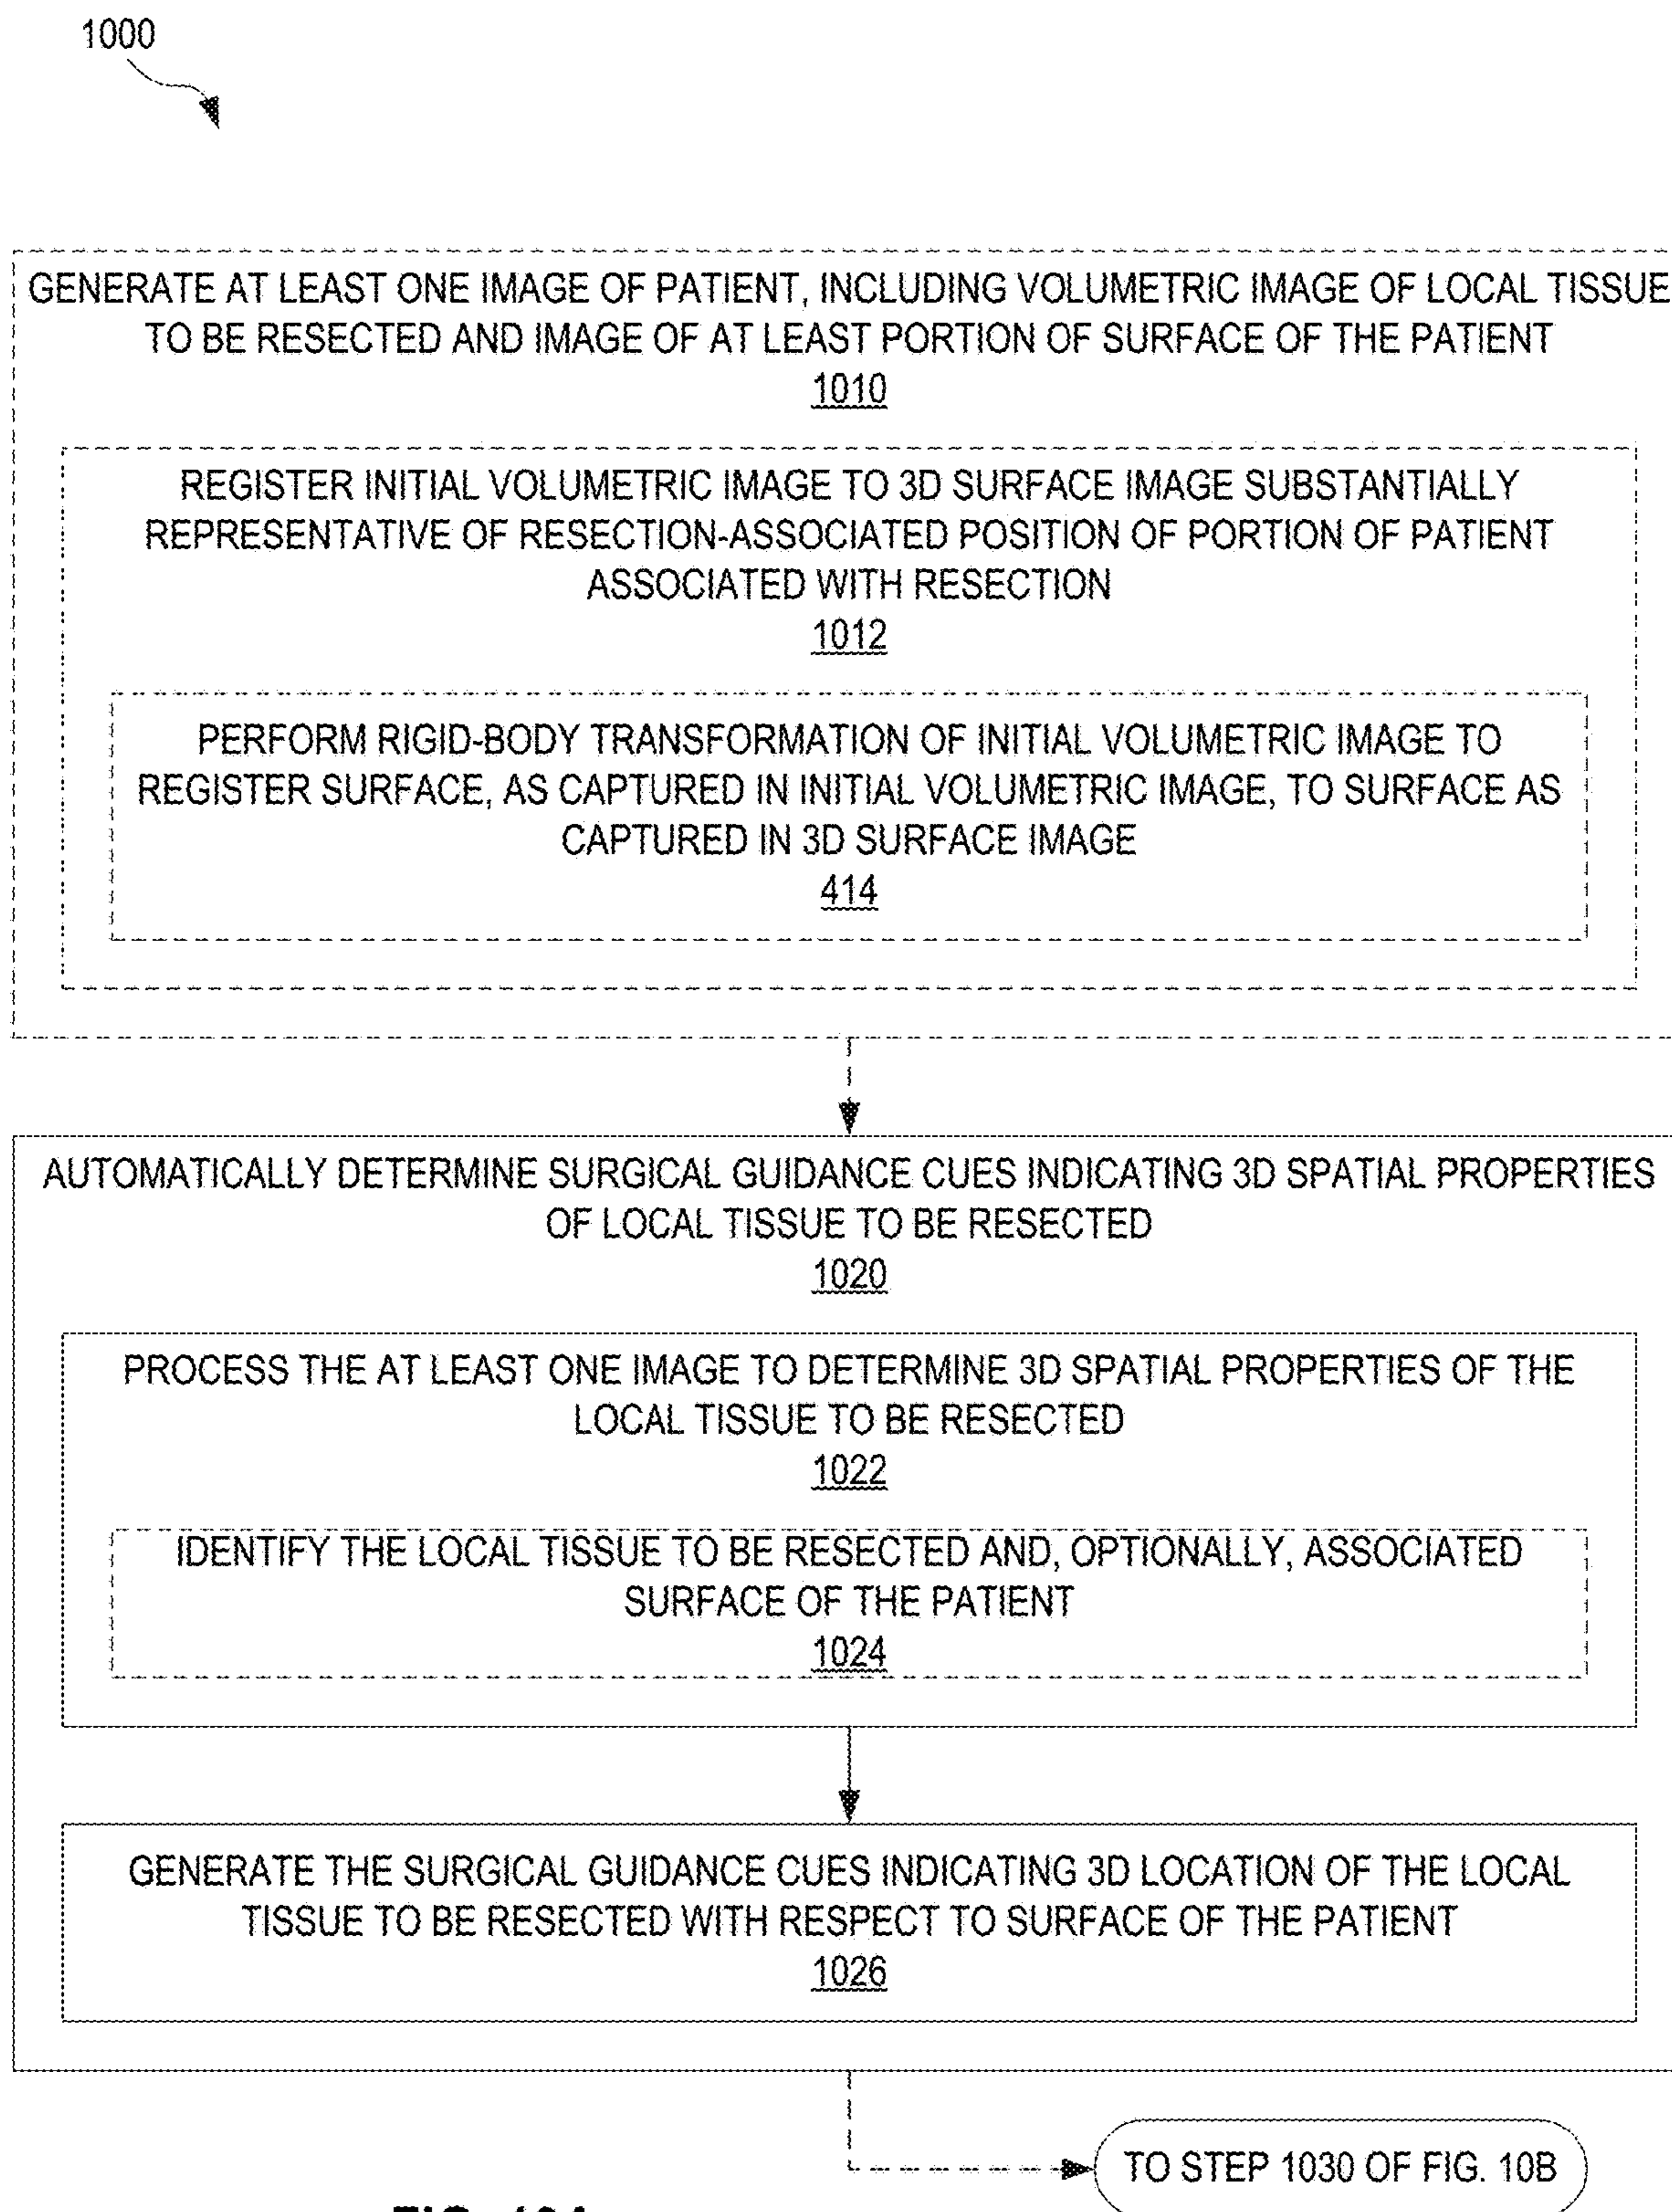 1000
GENERATE AT LEAST ONE IMAGE OF PATIENT, INCLUDING VOLUMETRIC IMAGE OF LOCAL TISSUE
TO BE RESECTED AND IMAGE OF AT LEAST PORTION OF SURFACE OF THE PATIENT
1010
REGISTER INITIAL VOLUMETRIC IMAGE TO 3D SURFACE IMAGE SUBSTANTIALLY
REPRESENTATIVE OF RESECTION-ASSOCIATED POSITION OF PORTION OF PATIENT
ASSOCIATED WITH RESECTION
1012
PERFORM RIGID-BODY TRANSFORMATION OF INITIAL VOLUMETRIC IMAGE TO
REGISTER SURFACE, AS CAPTURED IN INITIAL VOLUMETRIC IMAGE, TO SURFACE AS
CAPTURED IN 3D SURFACE IMAGE
414
AUTOMATICALLY DETERMINE SURGICAL GUIDANCE CUES INDICATING 3D SPATIAL PROPERTIES
OF LOCAL TISSUE TO BE RESECTED
1020
PROCESS THE AT LEAST ONE IMAGE TO DETERMINE 3D SPATIAL PROPERTIES OF THE
LOCAL TISSUE TO BE RESECTED
1022
IDENTIFY THE LOCAL TISSUE TO BE RESECTED AND, OPTIONALLY, ASSOCIATED
SURFACE OF THE PATIENT
1024
GENERATE THE SURGICAL GUIDANCE CUES INDICATING 3D LOCATION OF THE LOCAL
TISSUE TO BE RESECTED WITH RESPECT TO SURFACE OF THE PATIENT
1026
TO STEP 1030 OF FIG. 10B